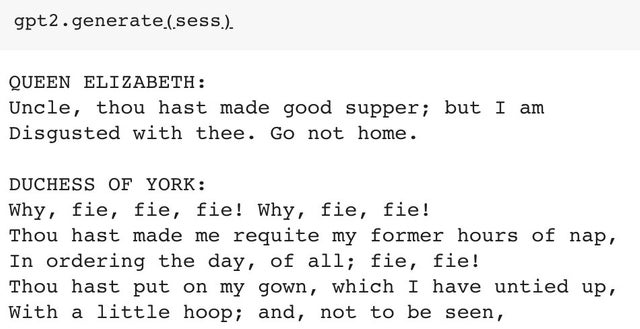 gpt2.generate(sess)
QUEEN ELIZABETH:
Uncle, thou hast made good supper; but I am
Disgusted with thee. Go not home.
DUCHESS OF YORK:
Why, fie, fie, fie! Why, fie, fie!
Thou hast made me requite my former hours of nap,
In ordering the day, of all; fie, fie!
Thou hast put on my gown, which I have untied up,
With a little hoop; and, not to be seen,